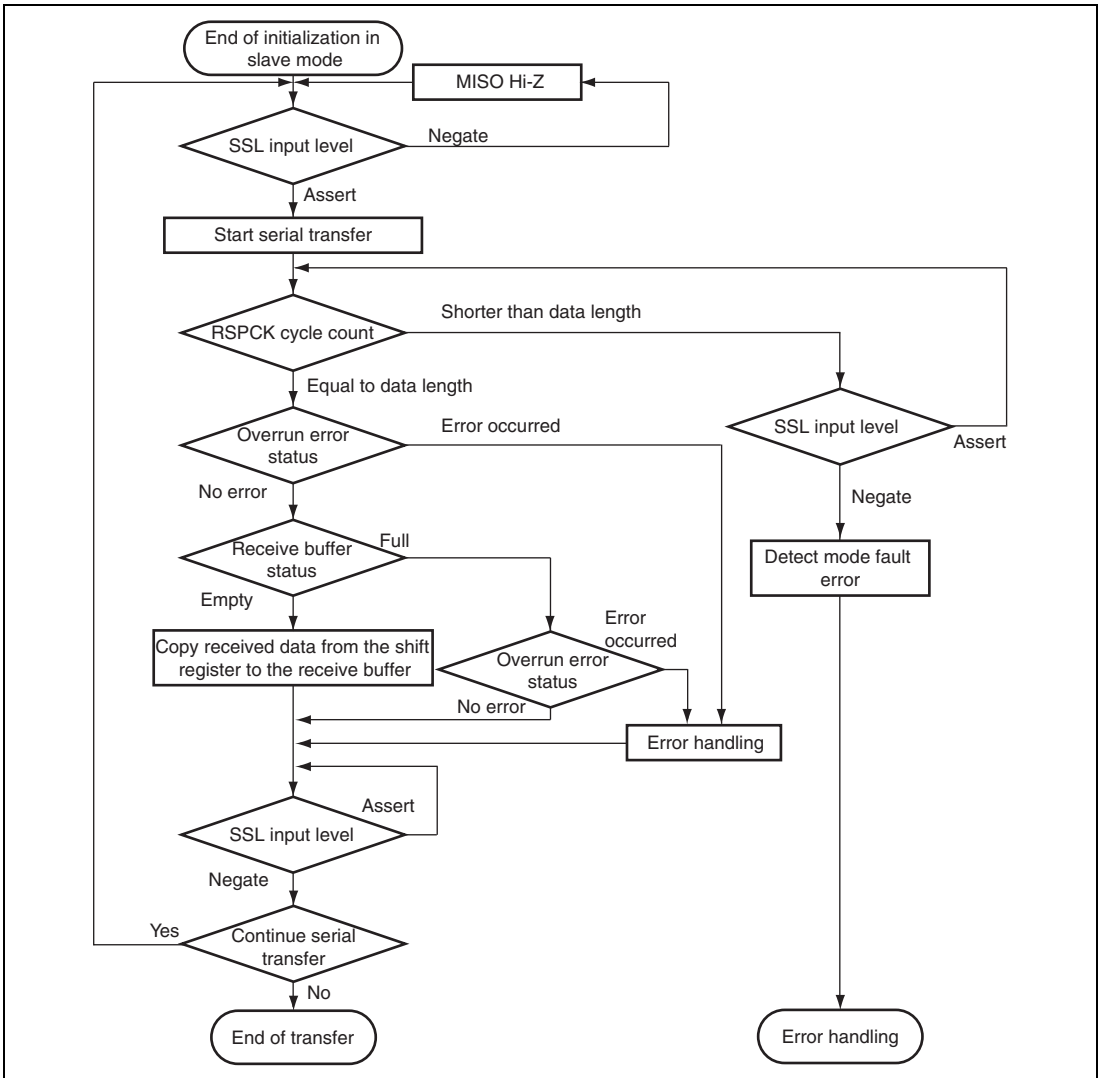 End of initialization in
slave mode
MISO Hi-Z
SSL input level
Negate
Assert
Start serial transfer
RSPCK cycle count
Shorter than data length
Equal to data length
Overrun error
status
Error occurred
SSL input level
Assert
No error
Negate
Receive buffer
status
Full
Detect mode fault
error
Empty
Copy received data from the shift
register to the receive buffer
Error
occurred
Overrun error
status
No error
Error handling
Assert
SSL input level
Negate
Yes
Continue serial
transfer
No
End of transfer
Error handling